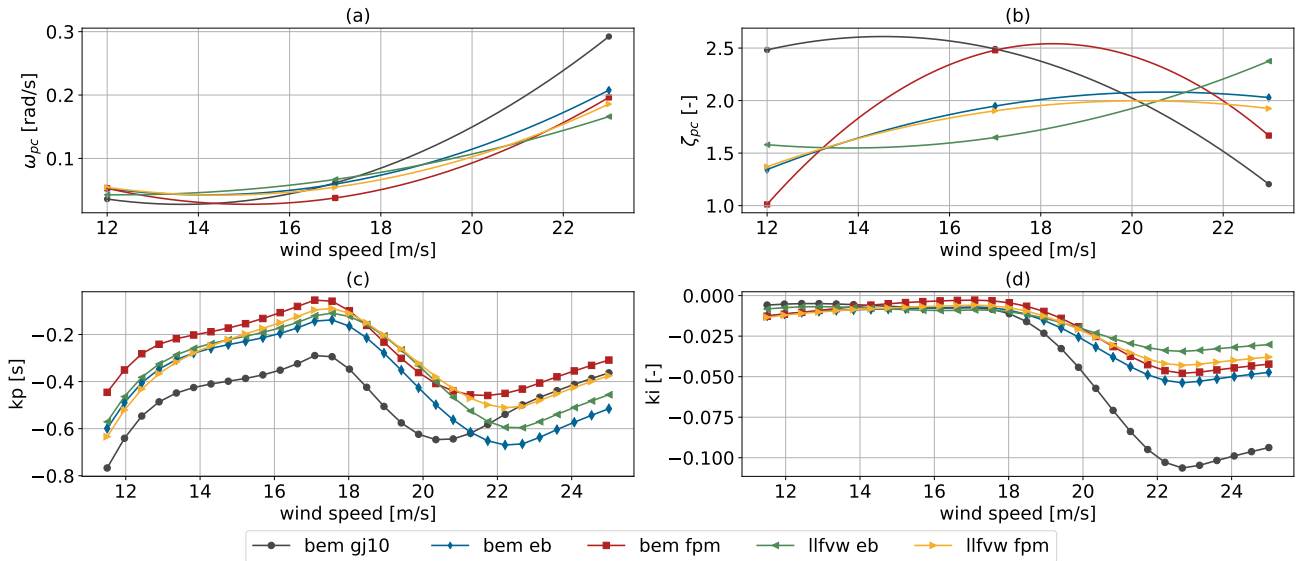 (a)
0.3
0.2
0.1
ω_pc [rad/s]
12 14 16 18 20 22
wind speed [m/s]
(b)
2.5
2.0
1.5
1.0
ζ_pc [-]
12 14 16 18 20 22
wind speed [m/s]
(c)
−0.2
−0.4
−0.6
−0.8
kp [s]
12 14 16 18 20 22 24
wind speed [m/s]
(d)
0.000
−0.025
−0.050
−0.075
−0.100
ki [-]
12 14 16 18 20 22 24
wind speed [m/s]
bem gj10 bem eb bem fpm llfvw eb llfvw fpm